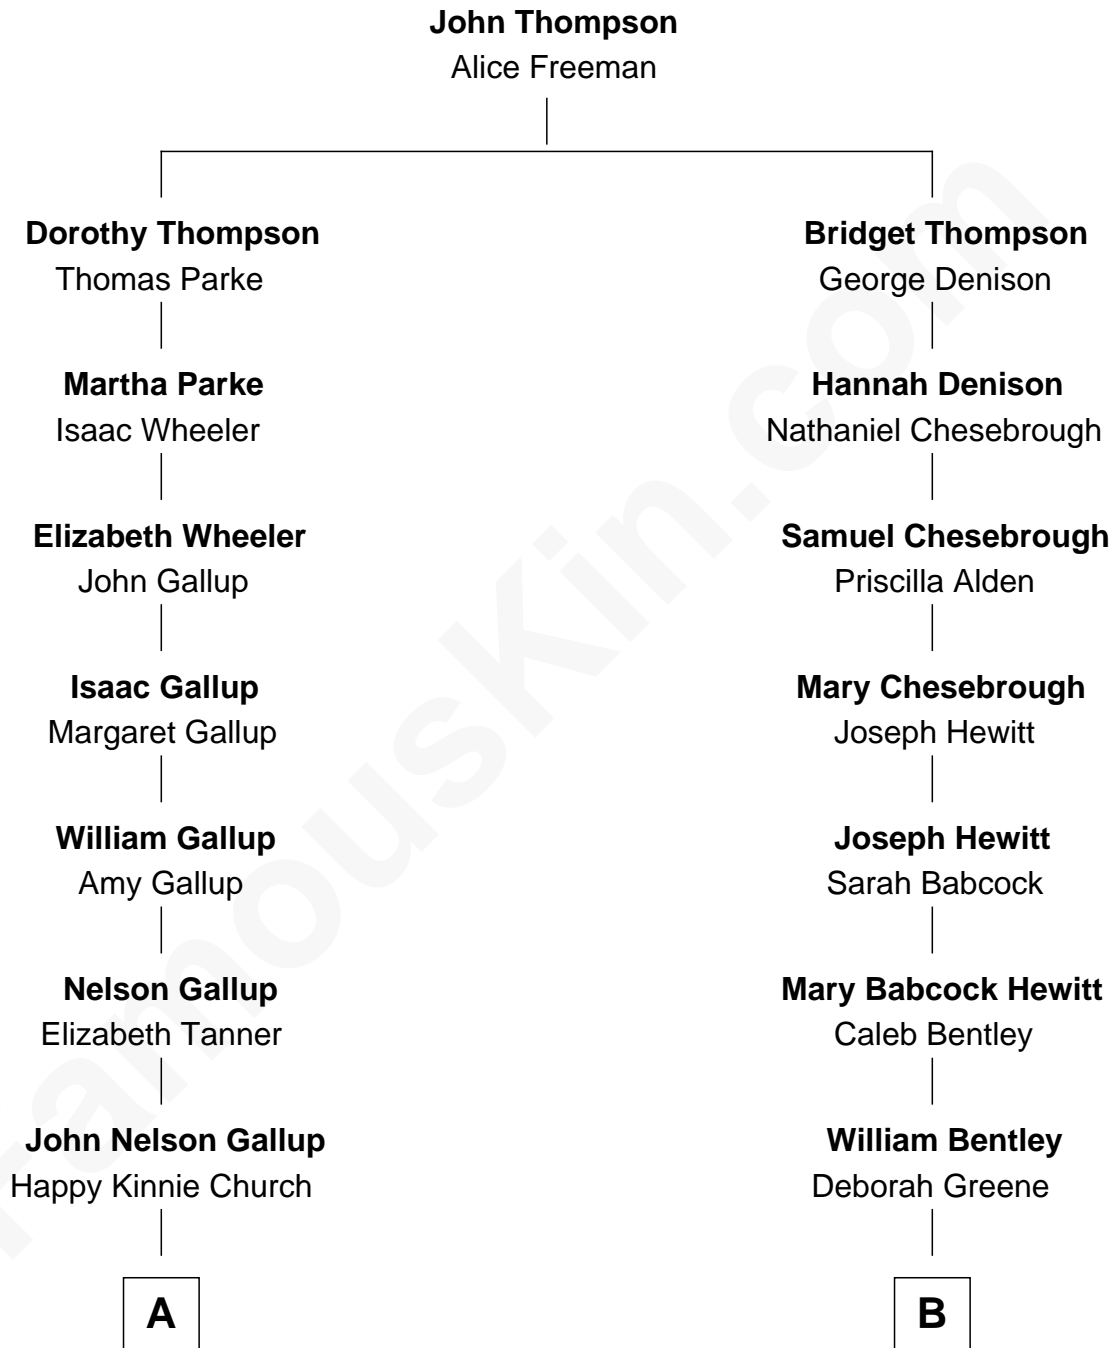 John Thompson
Alice Freeman
Dorothy Thompson
Thomas Parke
Bridget Thompson
George Denison
Martha Parke
Isaac Wheeler
Hannah Denison
Nathaniel Chesebrough
Elizabeth Wheeler
John Gallup
Samuel Chesebrough
Priscilla Alden
Isaac Gallup
Margaret Gallup
Mary Chesebrough
Joseph Hewitt
William Gallup
Amy Gallup
Joseph Hewitt
Sarah Babcock
Nelson Gallup
Elizabeth Tanner
Mary Babcock Hewitt
Caleb Bentley
John Nelson Gallup
Happy Kinnie Church
William Bentley
Deborah Greene
A
B
FamousKin.com